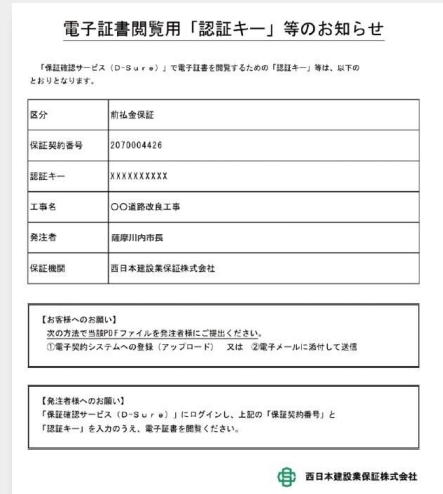 電子証書閲覧用「認証キー」等のお知らせ
「保証確認サービス（D-Sure）」で電子証書を閲覧するための「認証キー」等は、以下の
とおりとなります。
区分 前払金保証
保証契約番号 2070004426
認証キー XXXXXXXXXX
工事名 〇〇道路改良工事
発注者 薩摩川内市長
保証機関 西日本建設業保証株式会社
【お客様へのお願い】
次の方法で当該PDFファイルを発注者様にご提出ください。
①電子契約システムへの登録（アップロード） 又は ②電子メールに添付して送信
【発注者様へのお願い】
「保証確認サービス（D-Sure）」にログインし、上記の「保証契約番号」と
「認証キー」を入力のうえ、電子証書を閲覧ください。
西日本建設業保証株式会社